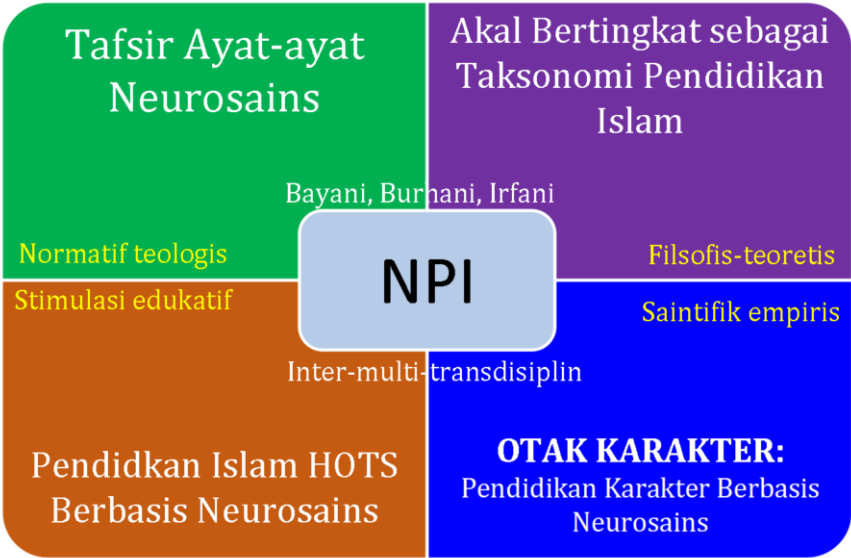 Tafsir Ayat-ayat
Neurosains
Akal Bertingkat sebagai
Taksonomi Pendidikan
Islam
Bayani, Burhani, Irfani
Normatif teologis
Filsofis-teoretis
NPI
Stimulasi edukatif
Saintifik empiris
Inter-multi-transdisiplin
Pendidkan Islam HOTS
Berbasis Neurosains
OTAK KARAKTER:
Pendidikan Karakter Berbasis
Neurosains